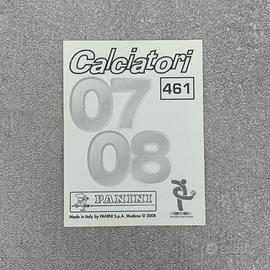 Calciatori
461
07
08
PANINI
Made in Italy by PANINI S.p.A. Modena © 2008